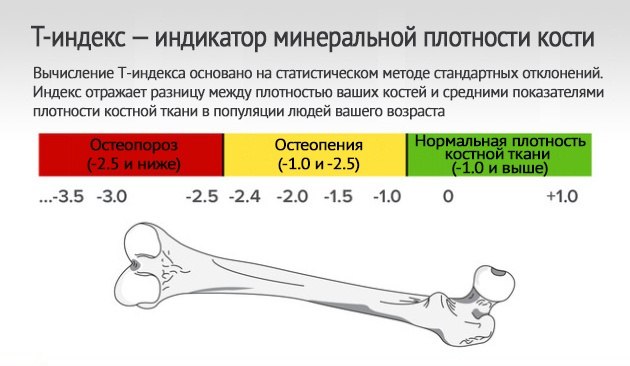 Т-индекс — индикатор минеральной плотности кости
Вычисление Т-индекса основано на статистическом методе стандартных отклонений.
Индекс отражает разницу между плотностью ваших костей и средними показателями
плотности костной ткани в популяции людей вашего возраста
Остеопороз
(-2.5 и ниже)
Остеопения
(-1.0 и -2.5)
Нормальная плотность
костной ткани
(-1.0 и выше)
...-3.5 -3.0 -2.5 -2.4 -2.0 -1.5 -1.0 0 +1.0